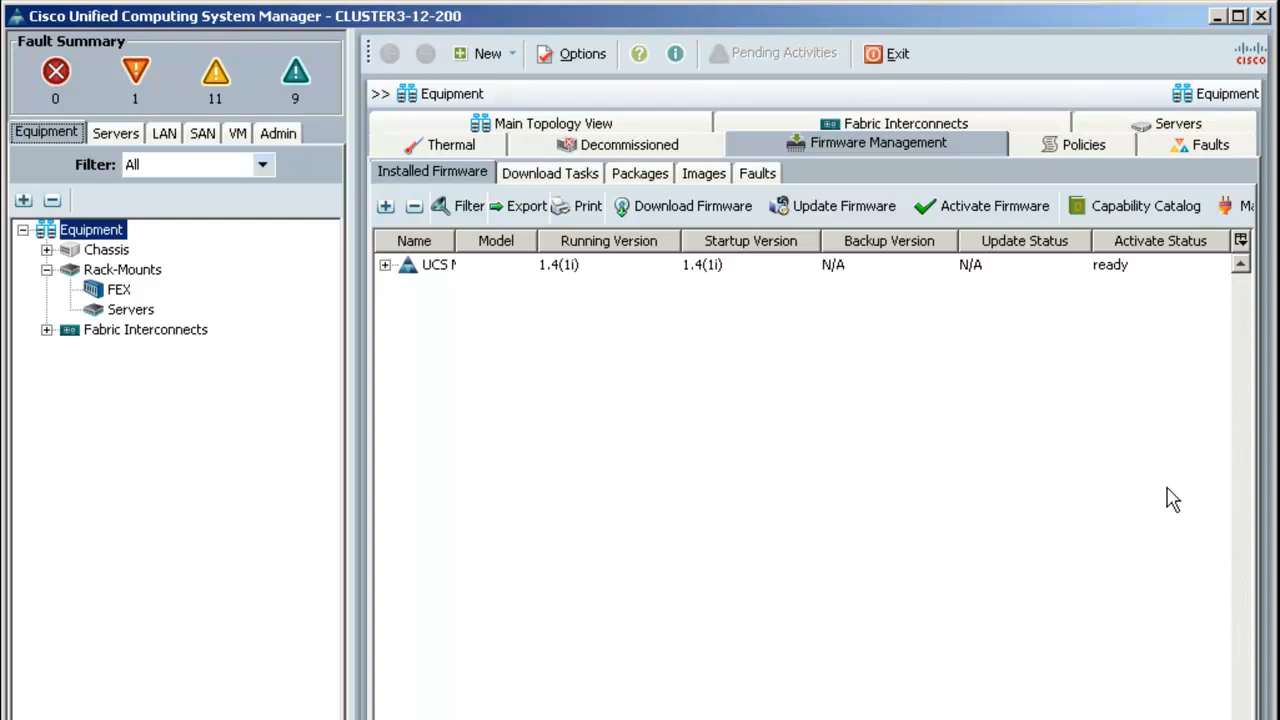 Cisco Unified Computing System Manager - CLUSTER3-12-200
Fault Summary
0 1 11 9
New Options Pending Activities Exit
CISCO
>> Equipment Equipment
Equipment Servers LAN SAN VM Admin
Filter: All
Main Topology View Fabric Interconnects Servers
Thermal Decommissioned Firmware Management Policies Faults
Installed Firmware Download Tasks Packages Images Faults
Filter Export Print Download Firmware Update Firmware Activate Firmware Capability Catalog Ma
Name Model Running Version Startup Version Backup Version Update Status Activate Status
UCS 1.4(1i) 1.4(1i) N/A N/A ready
Equipment
Chassis
Rack-Mounts
FEX
Servers
Fabric Interconnects